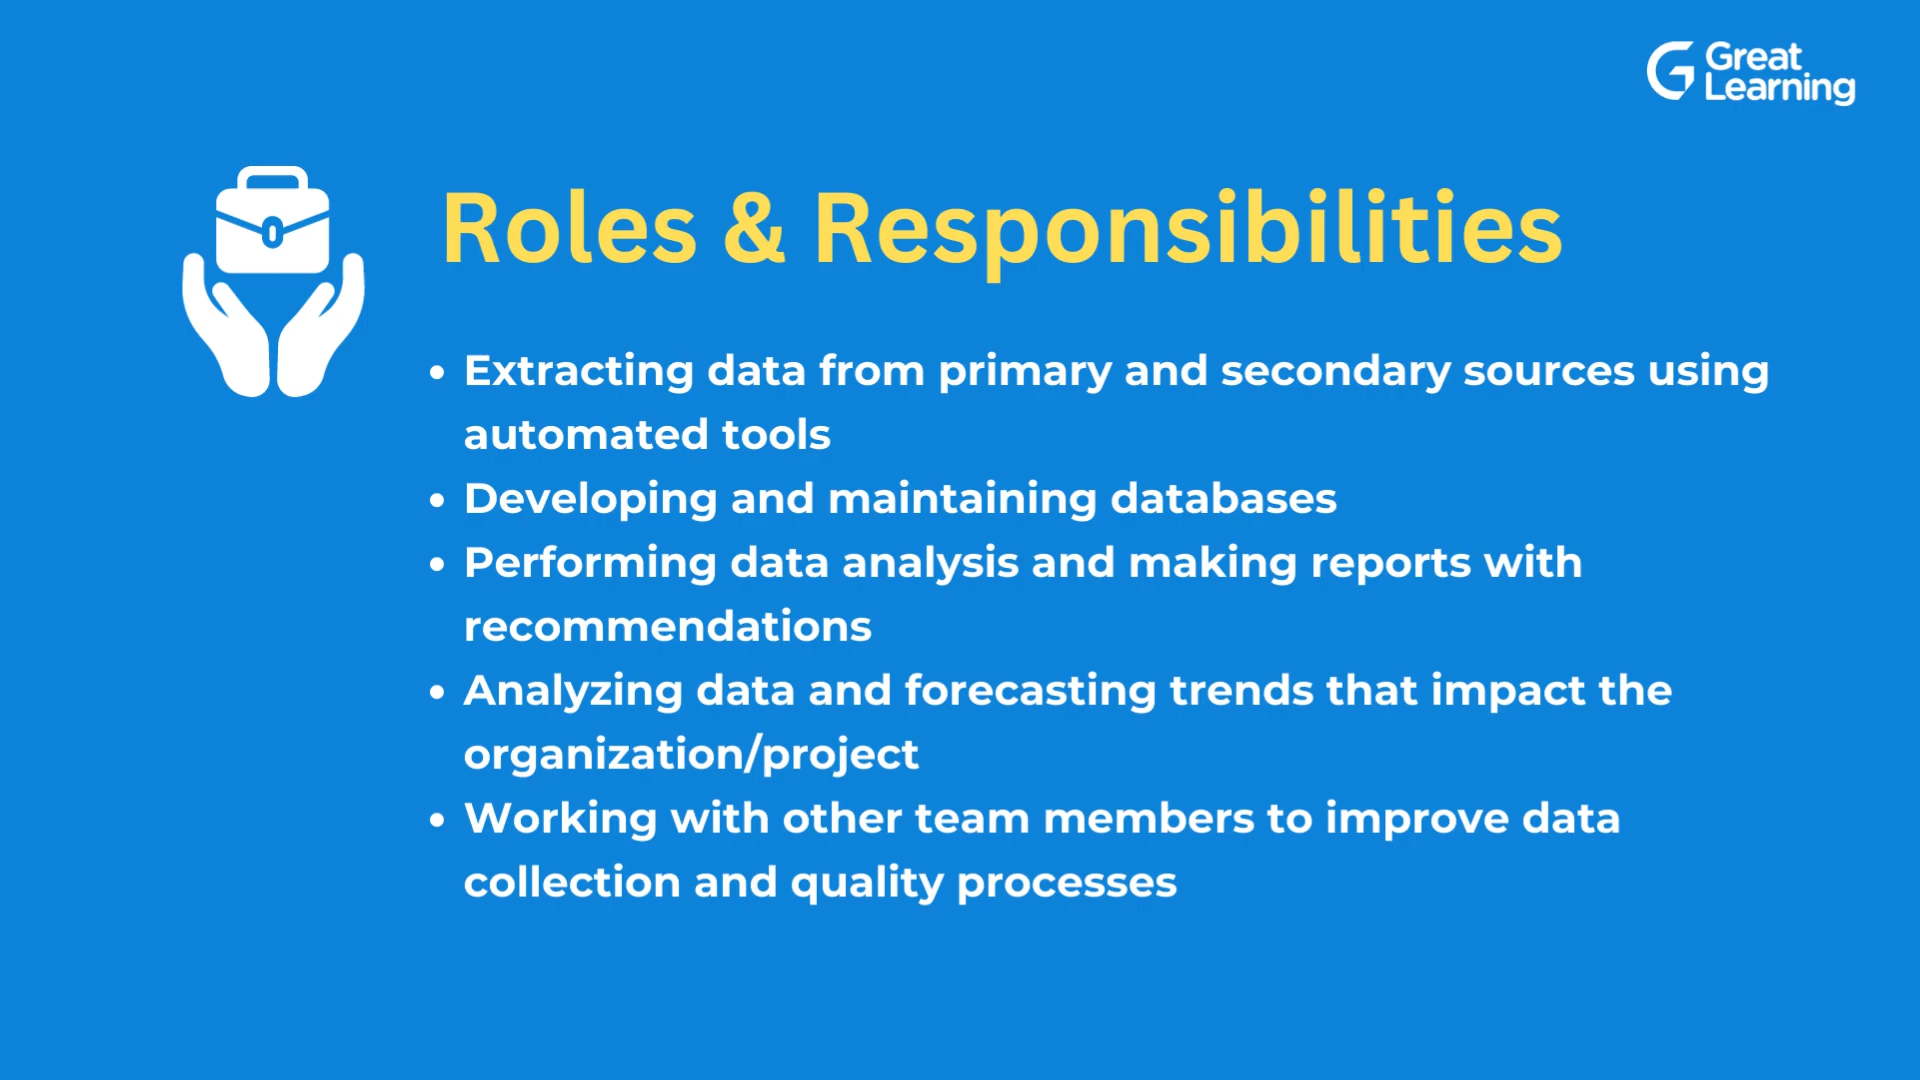 Great
Learning
Roles & Responsibilities
• Extracting data from primary and secondary sources using
automated tools
• Developing and maintaining databases
• Performing data analysis and making reports with
recommendations
• Analyzing data and forecasting trends that impact the
organization/project
• Working with other team members to improve data
collection and quality processes